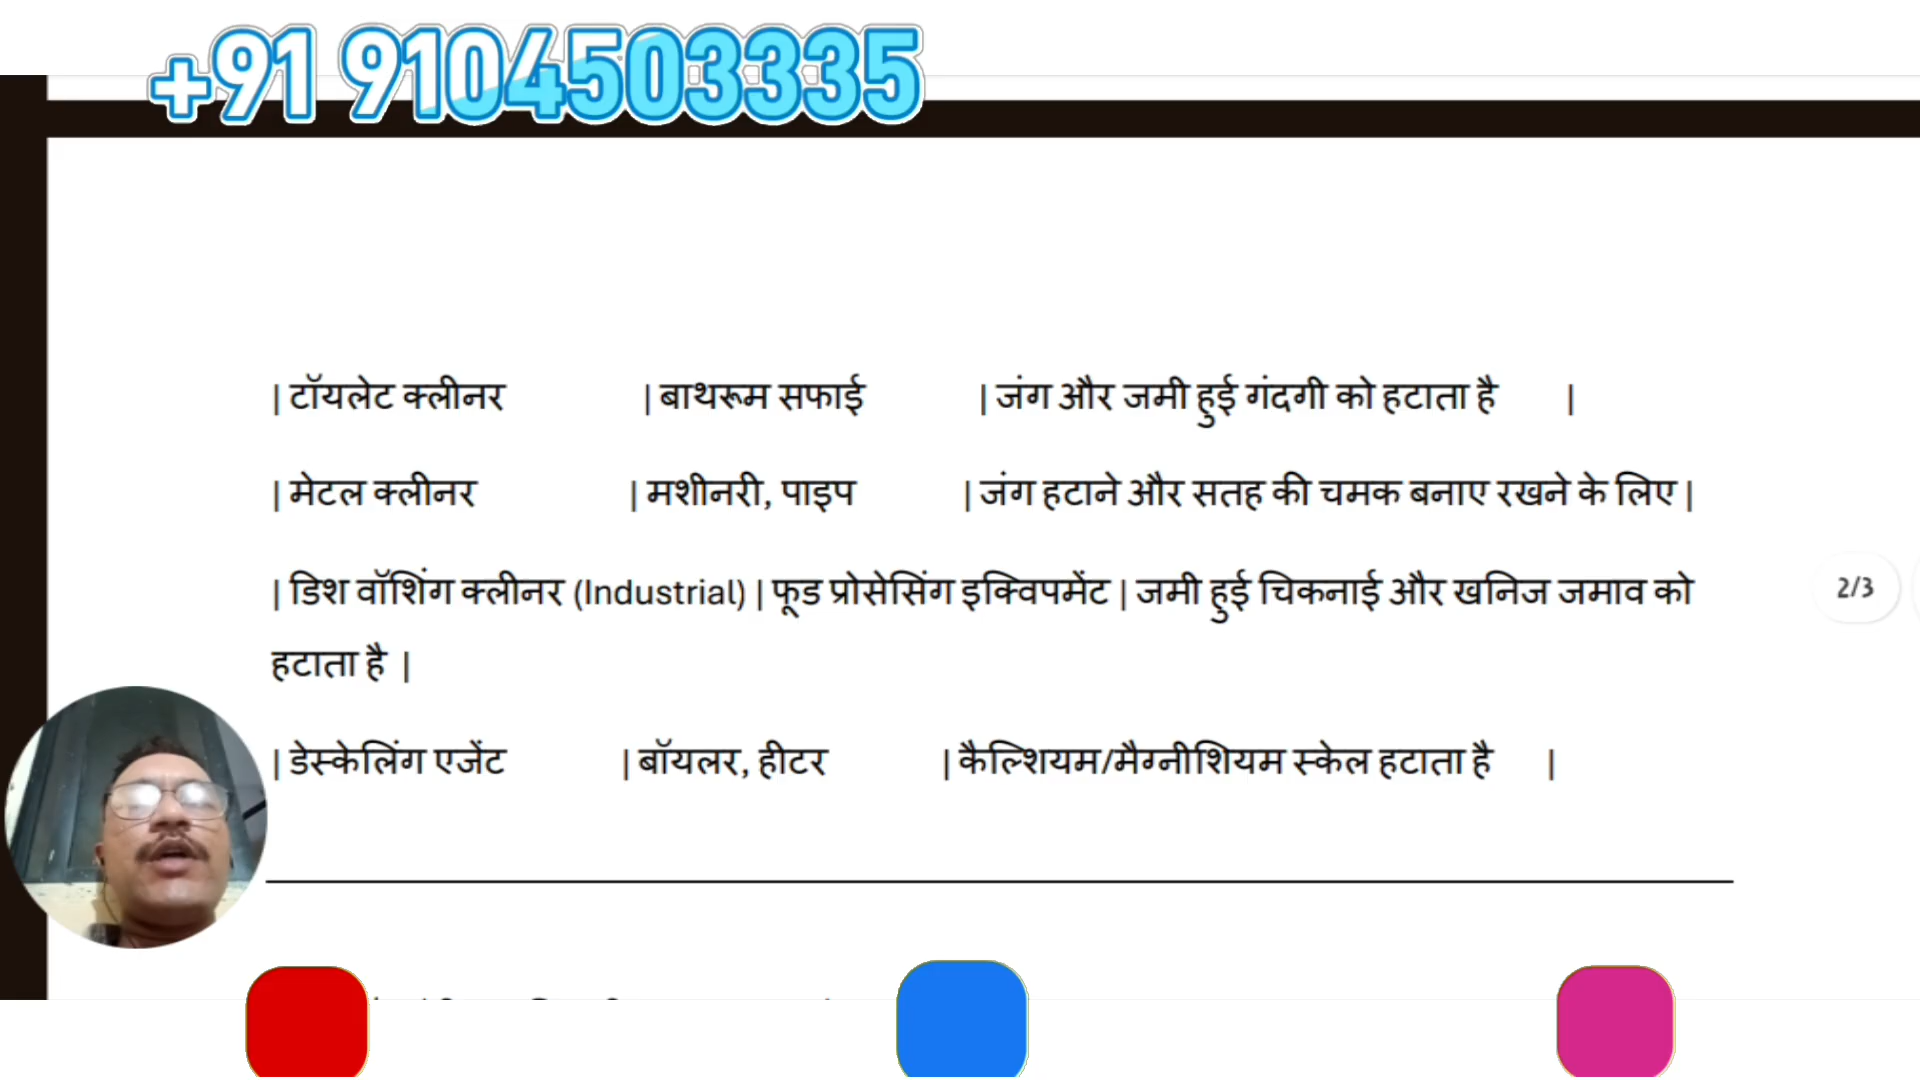 +91 9104503335
| टॉयलेट क्लीनर | बाथरूम सफाई | जंग और जमी हुई गंदगी को हटाता है |
| मेटल क्लीनर | मशीनरी, पाइप | जंग हटाने और सतह की चमक बनाए रखने के लिए |
| डिश वॉशिंग क्लीनर (Industrial) | फूड प्रोसेसिंग इक्विपमेंट | जमी हुई चिकनाई और खनिज जमाव को
2/3
हटाता है |
| डेस्केलिंग एजेंट | बॉयलर, हीटर | कैल्शियम/मैग्नीशियम स्केल हटाता है |